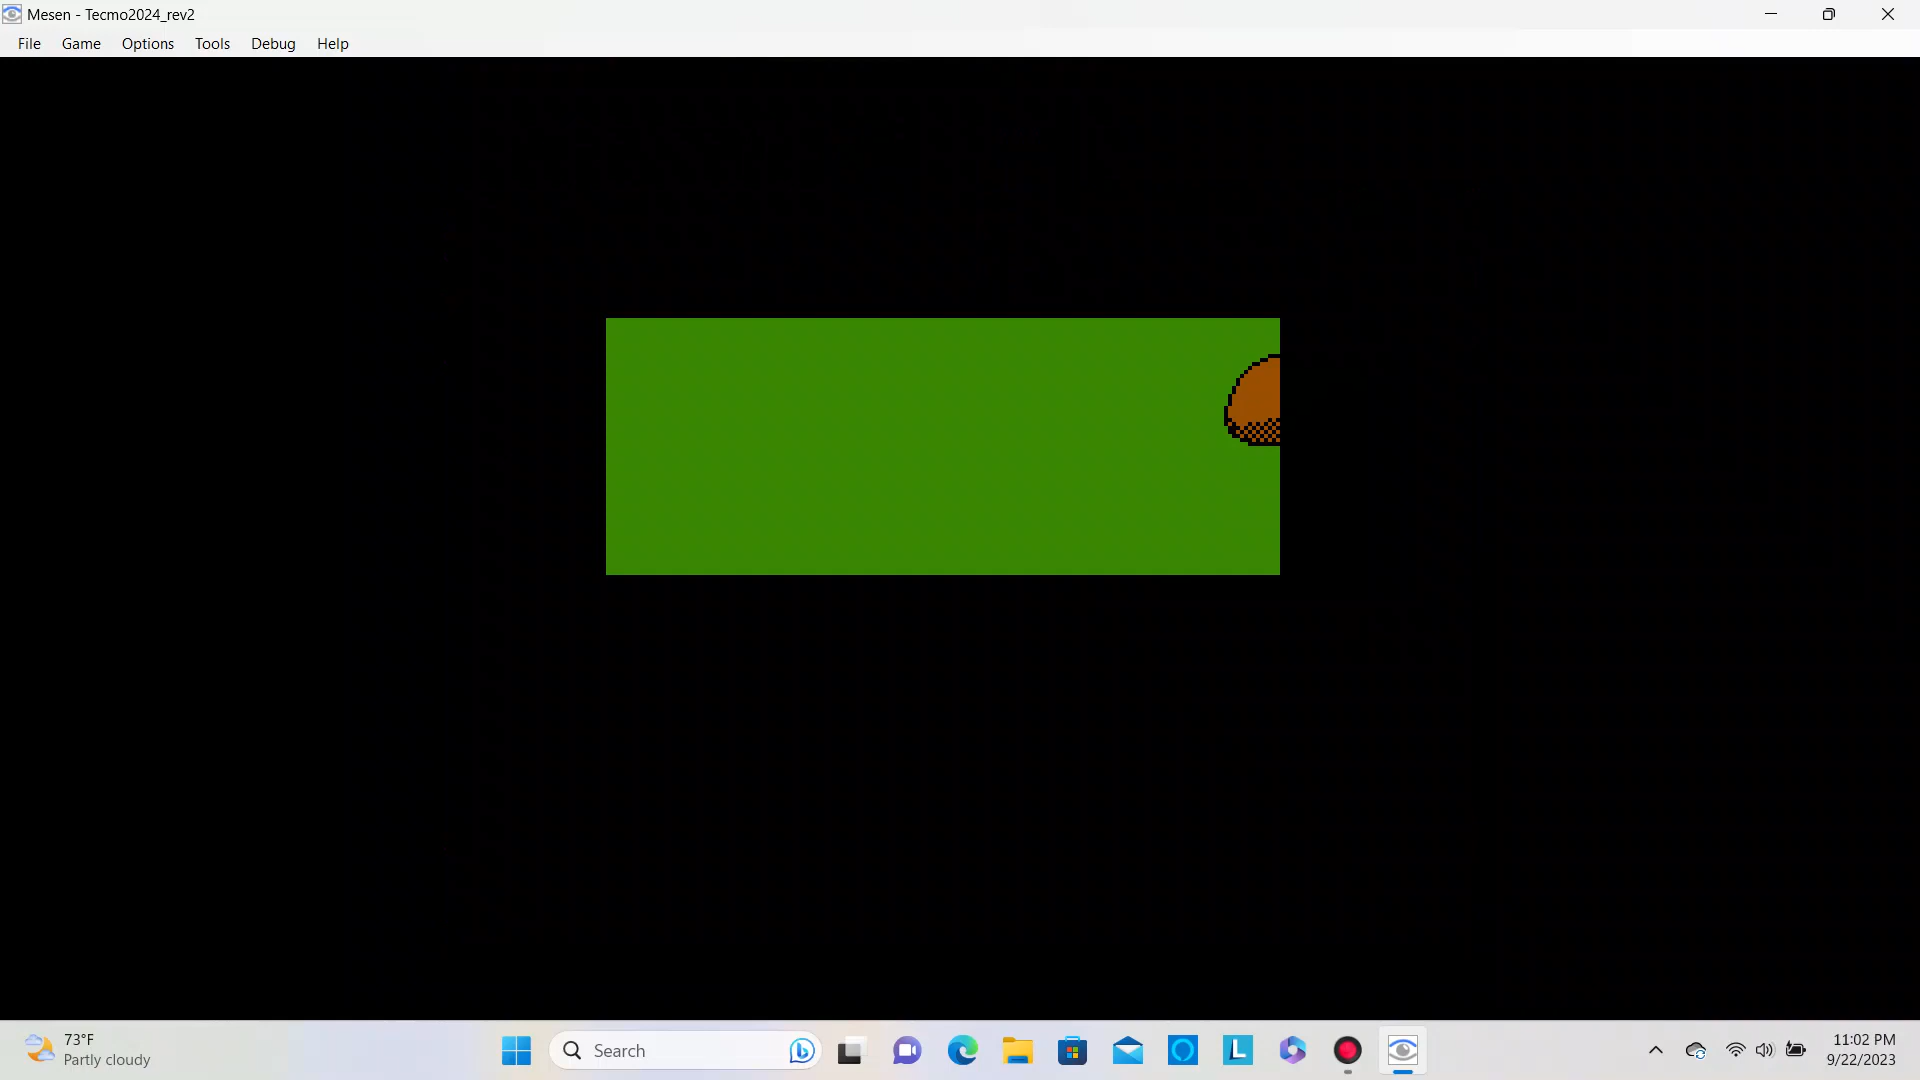 Mesen - Tecmo2024_rev2
File Game Options Tools Debug Help
73°F
Partly cloudy
Search
11:02 PM
9/22/2023